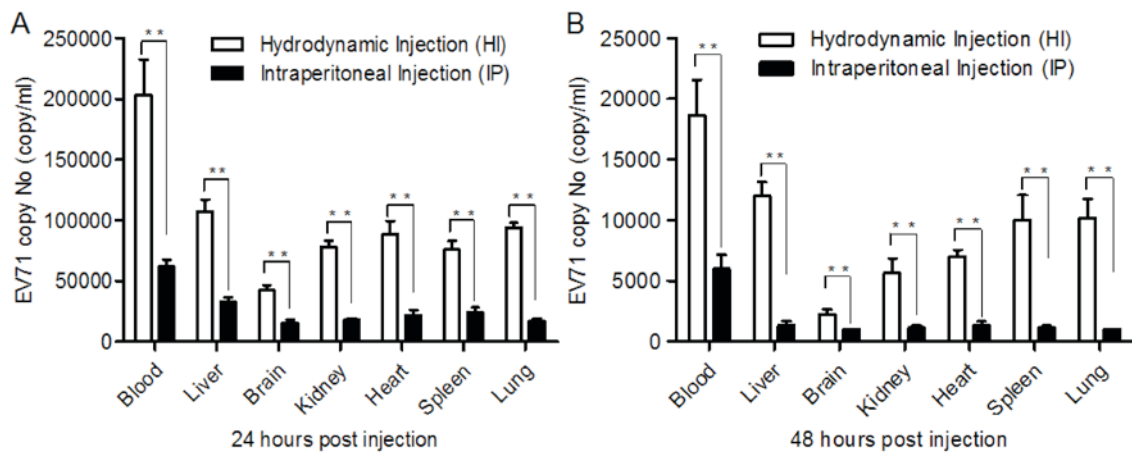 A
EV71 copy No (copy/ml)
250000
200000
150000
100000
50000
0
Hydrodynamic Injection (HI)
Intraperitoneal Injection (IP)
* *
* *
* *
* *
* *
* *
* *
Blood
Liver
Brain
Kidney
Heart
Spleen
Lung
24 hours post injection
B
EV71 copy No (copy/ml)
25000
20000
15000
10000
5000
0
Hydrodynamic Injection (HI)
Intraperitoneal Injection (IP)
* *
* *
* *
* *
* *
* *
* *
Blood
Liver
Brain
Kidney
Heart
Spleen
Lung
48 hours post injection